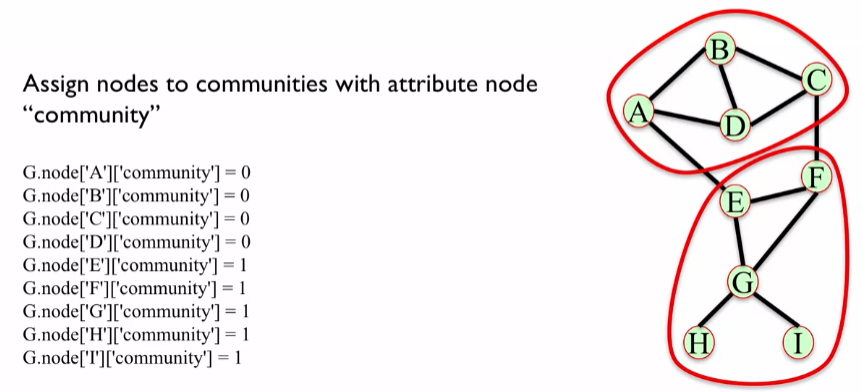 Assign nodes to communities with attribute node
“community”
G.node['A']['community'] = 0
G.node['B']['community'] = 0
G.node['C']['community'] = 0
G.node['D']['community'] = 0
G.node['E']['community'] = 1
G.node['F']['community'] = 1
G.node['G']['community'] = 1
G.node['H']['community'] = 1
G.node['I']['community'] = 1
B
C
A
D
F
E
G
H
I